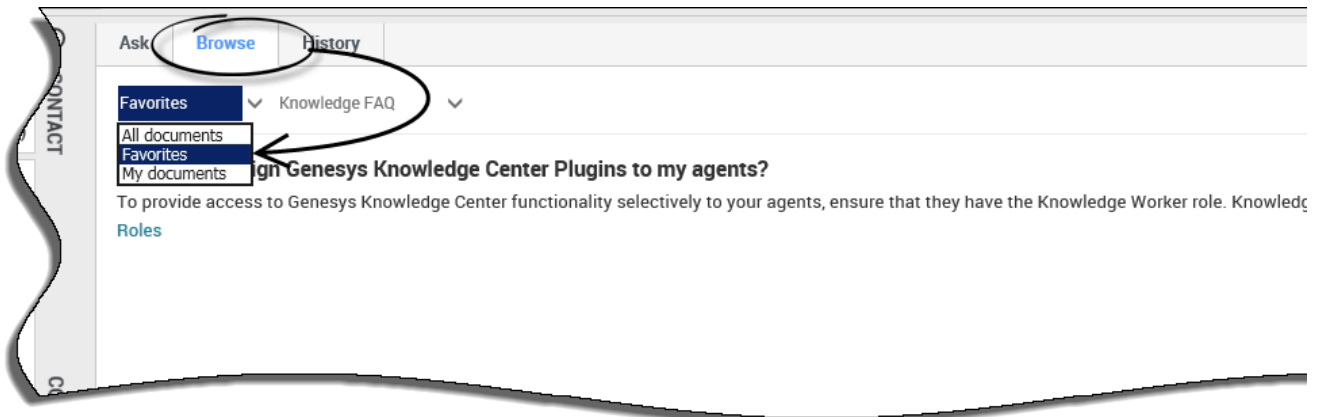 Ask Browse History
CONTACT
Favorites Knowledge FAQ
All documents
Favorites
My documents
Genesys Knowledge Center Plugins to my agents?
To provide access to Genesys Knowledge Center functionality selectively to your agents, ensure that they have the Knowledge Worker role.
Roles